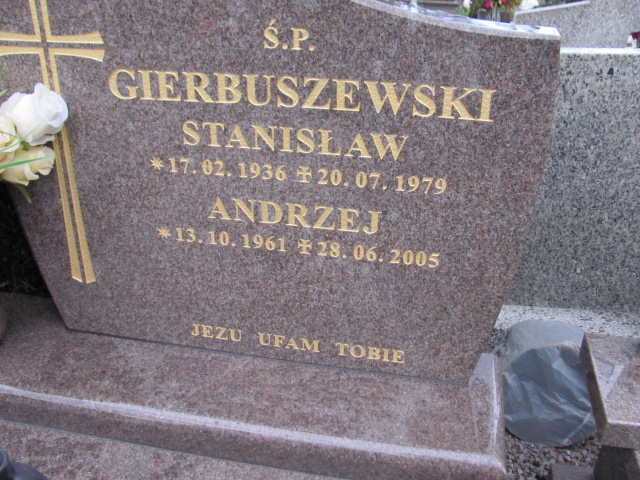 Ś.P.
GIERBUSZEWSKI
STANISŁAW
*17.02.1936 ✠20.07.1979
ANDRZEJ
*13.10.1961 ✠28.06.2005
JEZU UFAM TOBIE